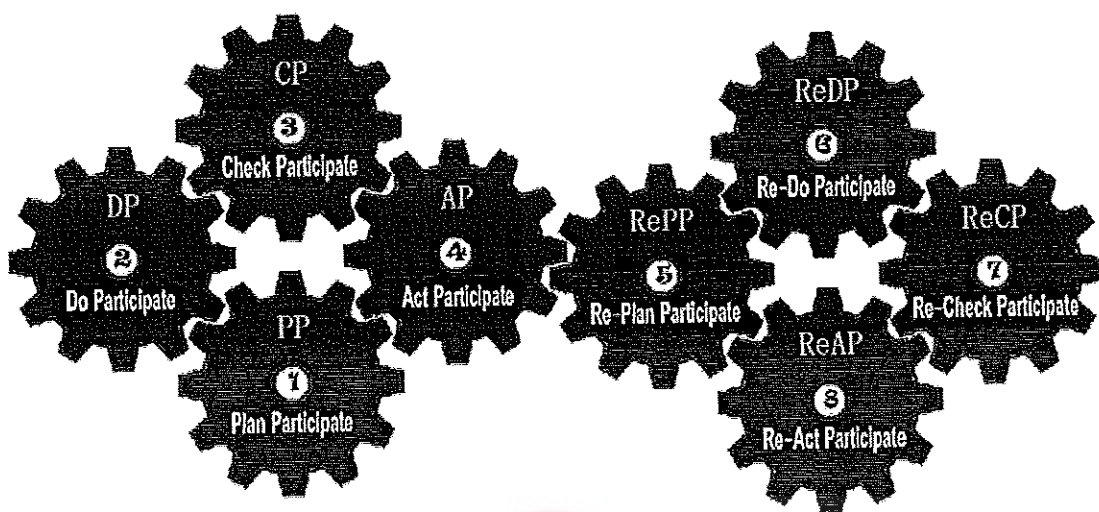 CP
3
Check Participate
DP
2
Do Participate
AP
4
Act Participate
PP
1
Plan Participate
ReDP
6
Re-Do Participate
RePP
5
Re-Plan Participate
ReCP
7
Re-Check Participate
ReAP
8
Re-Act Participate